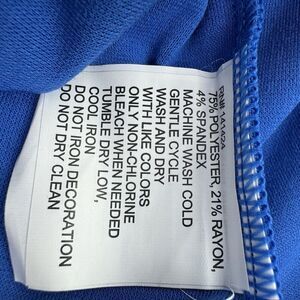 75% POLYESTER, 21% RAYON,
4% SPANDEX
MACHINE WASH COLD
GENTLE CYCLE
WASH AND DRY
WITH LIKE COLORS
ONLY NON-CHLORINE
BLEACH WHEN NEEDED
TUMBLE DRY LOW,
COOL IRON
DO NOT IRON DECORATION
DO NOT DRY CLEAN